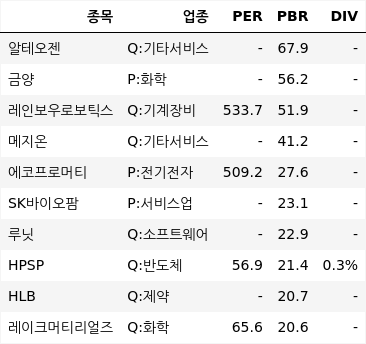 종목 업종 PER PBR DIV
알테오젠 Q:기타서비스 - 67.9 -
금양 P:화학 - 56.2 -
레인보우로보틱스 Q:기계장비 533.7 51.9 -
메지온 Q:기타서비스 - 41.2 -
에코프로머티 P:전기전자 509.2 27.6 -
SK바이오팜 P:서비스업 - 23.1 -
루닛 Q:소프트웨어 - 22.9 -
HPSP Q:반도체 56.9 21.4 0.3%
HLB Q:제약 - 20.7 -
레이크머티리얼즈 Q:화학 65.6 20.6 -